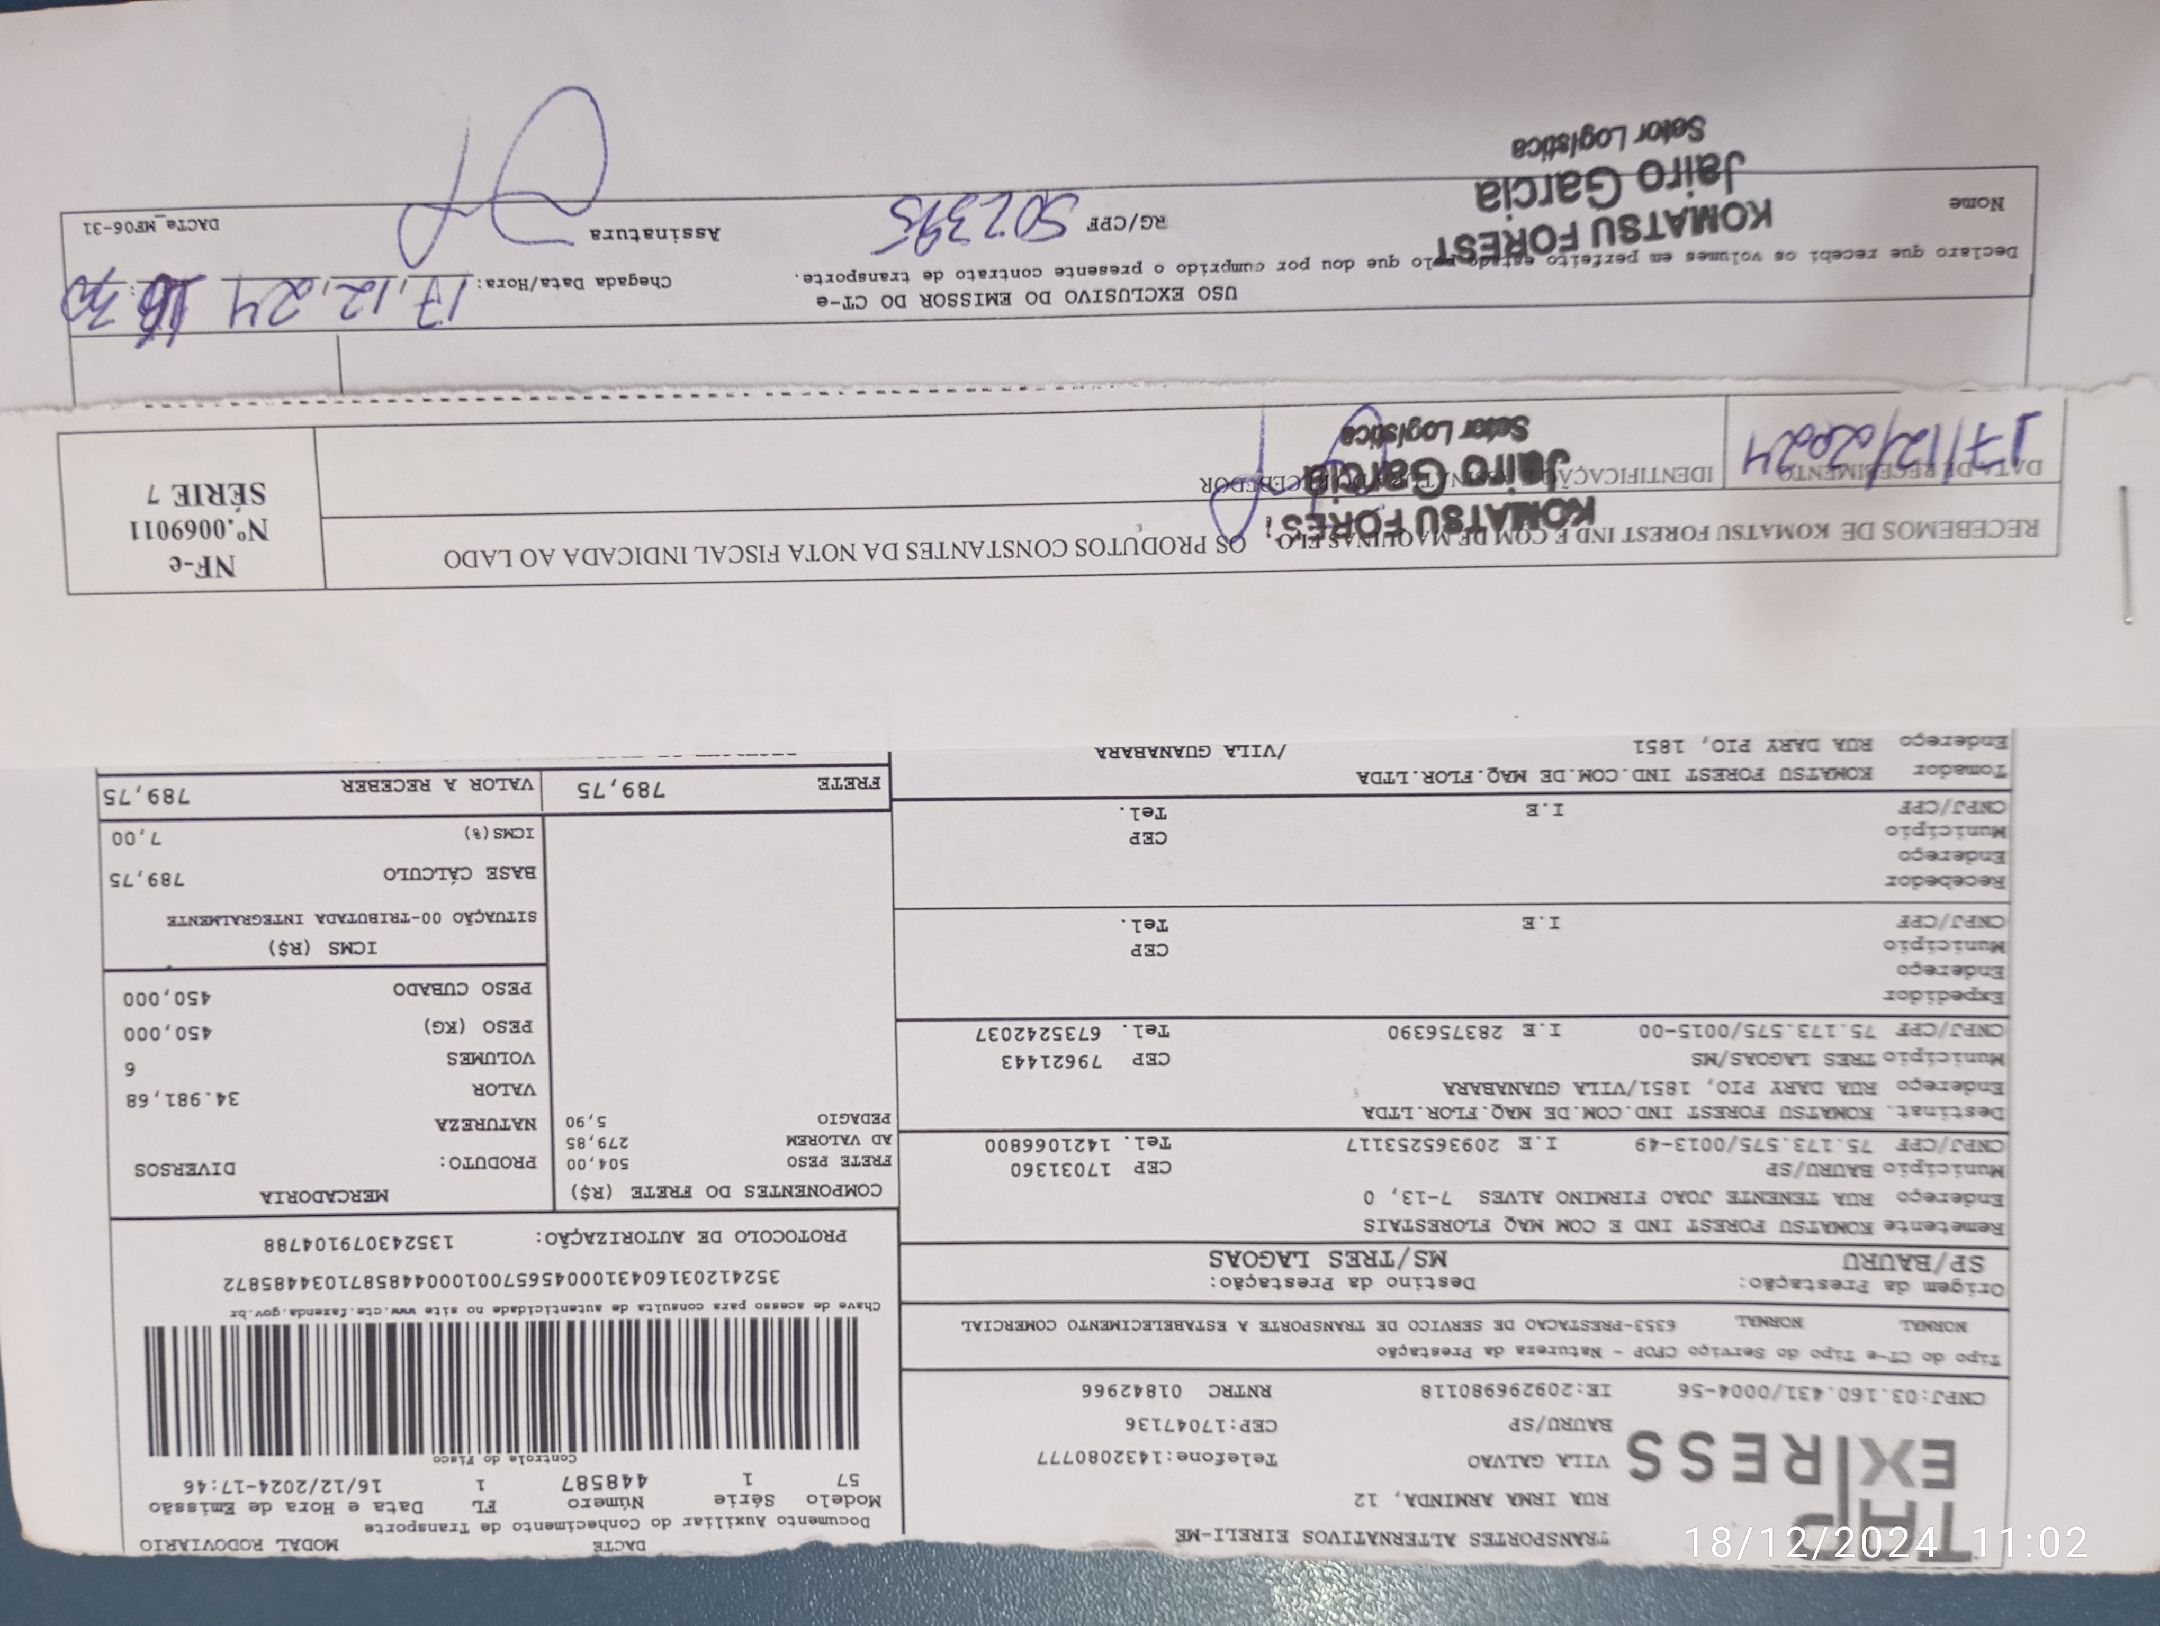 TRANSPORTES ALTERNATIVOS EIRELI-ME
RUA IRMA ARMINDA, 12
VILA GALVAO Telefone:1432080777
BAURU/SP CEP:17047136
CNPJ:03.160.431/0004-56 IE:209296980118 RNTRC 01842966
DACTE MODAL RODOVIARIO
Documento Auxiliar do Conhecimento de Transporte
Modelo Série Número FL Data e Hora de Emissão
57 1 448587 1 16/12/2024-17:46
Controle do Fisco
Chave de acesso para consulta de autenticidade no site www.cte.fazenda.gov.br
PROTOCOLO DE AUTORIZAÇÃO: 135243079104788
Tipo do CT-e Tipo do Serviço CFOP - Natureza da Prestação
NORMAL NORMAL 6353-PRESTACAO DE SERVICO DE TRANSPORTE A ESTABELECIMENTO COMERCIAL
Origem da Prestação: Destino da Prestação:
SP/BAURU MS/TRES LAGOAS
Remetente KOMATSU FOREST IND E COM MAQ FLORESTAIS
Endereço RUA TENENTE JOAO FIRMINO ALVES 7-13, 0
Município BAURU/SP CEP 17031360
CNPJ/CPF 75.173.575/0013-49 I.E 209365253117 Tel. 1421066800
Destinat. KOMATSU FOREST IND.COM.DE MAQ.FLOR.LTDA
Endereço RUA DARY PIO, 1851/VILA GUANABARA
Município TRES LAGOAS/MS CEP 79621443
CNPJ/CPF 75.173.575/0015-00 I.E 283756390 Tel. 6735242037
Expedidor
Endereço
Município CEP
CNPJ/CPF I.E Tel.
Recebedor
Endereço
Município CEP
CNPJ/CPF I.E Tel.
Tomador KOMATSU FOREST IND.COM.DE MAQ.FLOR.LTDA
Endereço RUA DARY PIO, 1851 /VILA GUANABARA
COMPONENTES DO FRETE (R$)
FRETE PESO 504,00
AD VALOREM 279,85
PEDAGIO 5,90
FRETE 789,75
MERCADORIA
PRODUTO: DIVERSOS
NATUREZA
VALOR 34.981,68
VOLUMES 6
PESO (KG) 450,000
PESO CUBADO 450,000
ICMS (R$)
SITUAÇÃO 00-TRIBUTADA INTEGRALMENTE
BASE CÁLCULO 789,75
ICMS(%) 7,00
VALOR A RECEBER 789,75
RECEBEMOS DE KOMATSU FOREST IND E COM DE MAQUINAS FLO OS PRODUTOS CONSTANTES DA NOTA FISCAL INDICADA AO LADO
DATA DE RECEBIMENTO
17/12/2024
KOMATSU FOREST
Jairo Garcia
Setor Logística
NF-e
Nº.0069011
SÉRIE 7
USO EXCLUSIVO DO EMISSOR DO CT-e
Declaro que recebi os volumes em perfeito estado pelo que dou por cumprido o presente contrato de transporte.
Chegada Data/Hora: 17,12,24
Nome
KOMATSU FOREST
Jairo Garcia
Setor Logística
RG/CPF 502395
Assinatura
DACTe_MF06-31
18/12/2024 11:02